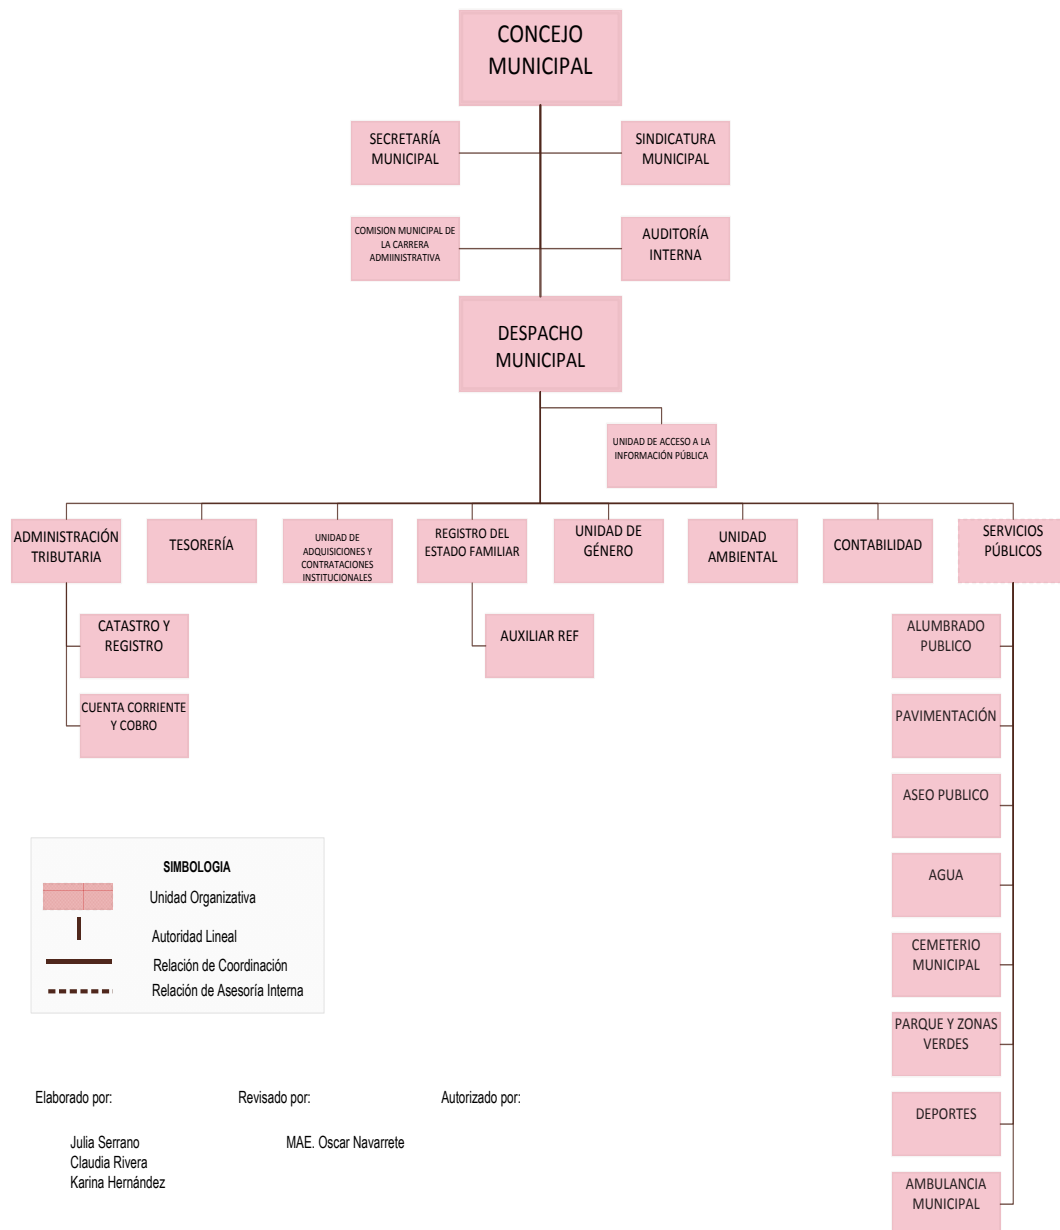 CONCEJO
MUNICIPAL
SECRETARÍA
MUNICIPAL
SINDICATURA
MUNICIPAL
COMISION MUNICIPAL DE
LA CARRERA
ADMIINISTRATIVA
AUDITORÍA
INTERNA
DESPACHO
MUNICIPAL
UNIDAD DE ACCESO A LA
INFORMACIÓN PÚBLICA
ADMINISTRACIÓN
TRIBUTARIA
TESORERÍA
UNIDAD DE
ADQUISICIONES Y
CONTRATACIONES
INSTITUCIONALES
REGISTRO DEL
ESTADO FAMILIAR
UNIDAD DE
GÉNERO
UNIDAD
AMBIENTAL
CONTABILIDAD
SERVICIOS
PÚBLICOS
CATASTRO Y
REGISTRO
CUENTA CORRIENTE
Y COBRO
AUXILIAR REF
ALUMBRADO
PUBLICO
PAVIMENTACIÓN
ASEO PUBLICO
AGUA
CEMETERIO
MUNICIPAL
PARQUE Y ZONAS
VERDES
DEPORTES
AMBULANCIA
MUNICIPAL
SIMBOLOGIA
Unidad Organizativa
Autoridad Lineal
Relación de Coordinación
Relación de Asesoría Interna
Elaborado por:
Revisado por:
Autorizado por:
Julia Serrano
MAE. Oscar Navarrete
Claudia Rivera
Karina Hernández